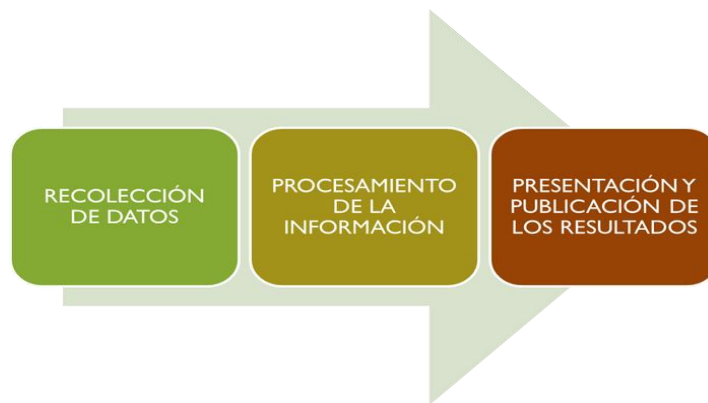 RECOLECCIÓN
DE DATOS
PROCESAMIENTO
DE LA
INFORMACIÓN
PRESENTACIÓN Y
PUBLICACIÓN DE
LOS RESULTADOS